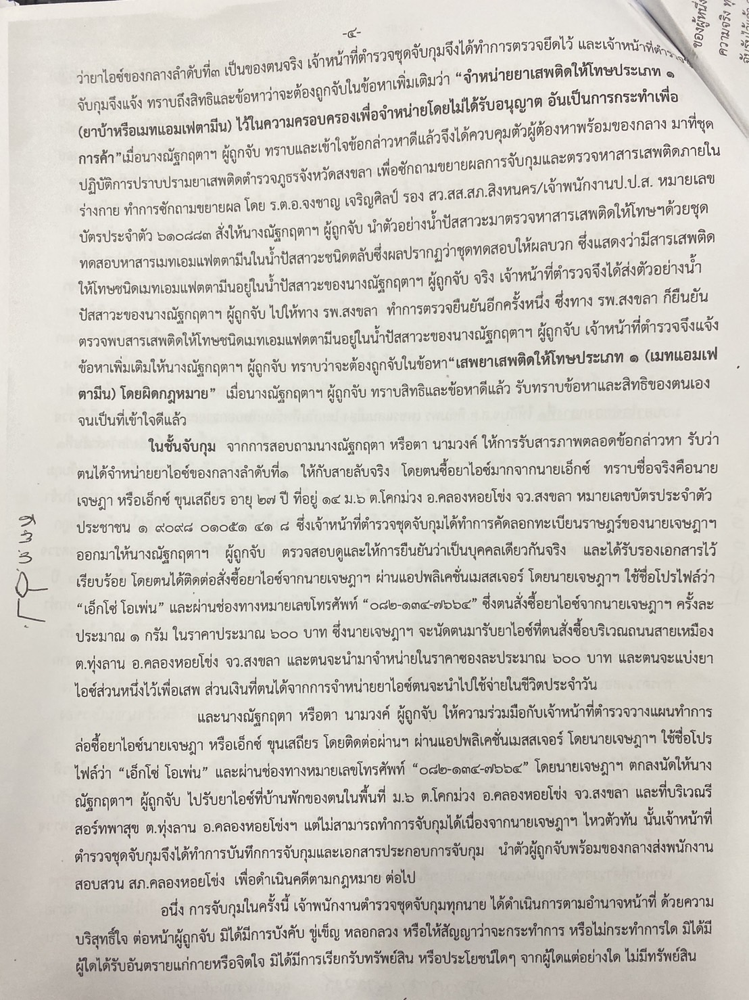 -๔-
ว่ายาไอซ์ของกลางลำดับที่๓ เป็นของตนจริง เจ้าหน้าที่ตำรวจชุดจับกุมจึงได้ทำการตรวจยึดไว้ และเจ้าหน้าที่ตำรวจ
จับกุมจึงแจ้ง ทราบถึงสิทธิและข้อหาว่าจะต้องถูกจับในข้อหาเพิ่มเติมว่า “จำหน่ายยาเสพติดให้โทษประเภท ๑
(ยาบ้าหรือเมทแอมเฟตามีน) ไว้ในความครอบครองเพื่อจำหน่ายโดยไม่ได้รับอนุญาต อันเป็นการกระทำเพื่อ
การค้า”เมื่อนางณัฐกฤตาฯ ผู้ถูกจับ ทราบและเข้าใจข้อกล่าวหาดีแล้วจึงได้ควบคุมตัวผู้ต้องหาพร้อมของกลาง มาที่ชุด
ปฏิบัติการปราบปรามยาเสพติดตำรวจภูธรจังหวัดสงขลา เพื่อซักถามขยายผลการจับกุมและตรวจหาสารเสพติดภายใน
ร่างกาย ทำการซักถามขยายผล โดย ร.ต.อ.จงชาญ เจริญศิลป์ รอง สว.สส.สภ.สิงหนคร/เจ้าพนักงานป.ป.ส. หมายเลข
บัตรประจำตัว ๖๑๐๘๘๓ สั่งให้นางณัฐกฤตาฯ ผู้ถูกจับ นำตัวอย่างน้ำปัสสาวะมาตรวจหาสารเสพติดให้โทษฯด้วยชุด
ทดสอบหาสารเมทเอมแฟตตามีนในน้ำปัสสาวะชนิดตลับซึ่งผลปรากฏว่าชุดทดสอบให้ผลบวก ซึ่งแสดงว่ามีสารเสพติด
ให้โทษชนิดเมทเอมแฟตตามีนอยู่ในน้ำปัสสาวะของนางณัฐกฤตาฯ ผู้ถูกจับ จริง เจ้าหน้าที่ตำรวจจึงได้ส่งตัวอย่างน้ำ
ปัสสาวะของนางณัฐกฤตาฯ ผู้ถูกจับ ไปให้ทาง รพ.สงขลา ทำการตรวจยืนยันอีกครั้งหนึ่ง ซึ่งทาง รพ.สงขลา ก็ยืนยัน
ตรวจพบสารเสพติดให้โทษชนิดเมทเอมแฟตตามีนอยู่ในน้ำปัสสาวะของนางณัฐกฤตาฯ ผู้ถูกจับ เจ้าหน้าที่ตำรวจจึงแจ้ง
ข้อหาเพิ่มเติมให้นางณัฐกฤตาฯ ผู้ถูกจับ ทราบว่าจะต้องถูกจับในข้อหา“เสพยาเสพติดให้โทษประเภท ๑ (เมทแอมเฟ
ตามีน) โดยผิดกฎหมาย” เมื่อนางณัฐกฤตาฯ ผู้ถูกจับ ทราบสิทธิและข้อหาดีแล้ว รับทราบข้อหาและสิทธิของตนเอง
จนเป็นที่เข้าใจดีแล้ว
ในชั้นจับกุม จากการสอบถามนางณัฐกฤตา หรือตา นามวงค์ ให้การรับสารภาพตลอดข้อกล่าวหา รับว่า
ตนได้จำหน่ายยาไอซ์ของกลางลำดับที่๑ ให้กับสายลับจริง โดยตนซื้อยาไอซ์มากจากนายเอ็กซ์ ทราบชื่อจริงคือนาย
เจษฎา หรือเอ็กซ์ ขุนเสถียร อายุ ๒๗ ปี ที่อยู่ ๑๔ ม.๖ ต.โคกม่วง อ.คลองหอยโข่ง จว.สงขลา หมายเลขบัตรประจำตัว
ประชาชน ๑ ๙๐๙๘ ๐๑๐๕๑ ๔๑ ๘ ซึ่งเจ้าหน้าที่ตำรวจชุดจับกุมได้ทำการคัดลอกทะเบียนราษฎร์ของนายเจษฎาฯ
ออกมาให้นางณัฐกฤตาฯ ผู้ถูกจับ ตรวจสอบดูและให้การยืนยันว่าเป็นบุคคลเดียวกันจริง และได้รับรองเอกสารไว้
เรียบร้อย โดยตนได้ติดต่อสั่งซื้อยาไอซ์จากนายเจษฎาฯ ผ่านแอปพลิเคชั่นเมสสเจอร์ โดยนายเจษฎาฯ ใช้ชื่อโปรไฟล์ว่า
“เอ็กโซ่ โอเพ่น” และผ่านช่องทางหมายเลขโทรศัพท์ “๐๘๒-๑๓๔-๗๖๖๔” ซึ่งตนสั่งซื้อยาไอซ์จากนายเจษฎาฯ ครั้งละ
ประมาณ ๑ กรัม ในราคาประมาณ ๖๐๐ บาท ซึ่งนายเจษฎาฯ จะนัดตนมารับยาไอซ์ที่ตนสั่งซื้อบริเวณถนนสายเหมือง
ต.ทุ่งลาน อ.คลองหอยโข่ง จว.สงขลา และตนจะนำมาจำหน่ายในราคาซองละประมาณ ๖๐๐ บาท และตนจะแบ่งยา
ไอซ์ส่วนหนึ่งไว้เพื่อเสพ ส่วนเงินที่ตนได้จากการจำหน่ายยาไอซ์ตนจะนำไปใช้จ่ายในชีวิตประจำวัน
และนางณัฐกฤตา หรือตา นามวงค์ ผู้ถูกจับ ให้ความร่วมมือกับเจ้าหน้าที่ตำรวจวางแผนทำการ
ล่อซื้อยาไอซ์นายเจษฎา หรือเอ็กซ์ ขุนเสถียร โดยติดต่อผ่านฯ ผ่านแอปพลิเคชั่นเมสสเจอร์ โดยนายเจษฎาฯ ใช้ชื่อโปร
ไฟล์ว่า “เอ็กโซ่ โอเพ่น” และผ่านช่องทางหมายเลขโทรศัพท์ “๐๘๒-๑๓๔-๗๖๖๔” โดยนายเจษฎาฯ ตกลงนัดให้นาง
ณัฐกฤตาฯ ผู้ถูกจับ ไปรับยาไอซ์ที่บ้านพักของตนในพื้นที่ ม.๖ ต.โคกม่วง อ.คลองหอยโข่ง จว.สงขลา และที่บริเวณรี
สอร์ทพาสุข ต.ทุ่งลาน อ.คลองหอยโข่งฯ แต่ไม่สามารถทำการจับกุมได้เนื่องจากนายเจษฎาฯ ไหวตัวทัน นั้นเจ้าหน้าที่
ตำรวจชุดจับกุมจึงได้ทำการบันทึกการจับกุมและเอกสารประกอบการจับกุม นำตัวผู้ถูกจับพร้อมของกลางส่งพนักงาน
สอบสวน สภ.คลองหอยโข่ง เพื่อดำเนินคดีตามกฎหมาย ต่อไป
อนึ่ง การจับกุมในครั้งนี้ เจ้าพนักงานตำรวจชุดจับกุมทุกนาย ได้ดำเนินการตามอำนาจหน้าที่ ด้วยความ
บริสุทธิ์ใจ ต่อหน้าผู้ถูกจับ มิได้มีการบังคับ ขู่เข็ญ หลอกลวง หรือให้สัญญาว่าจะกระทำการ หรือไม่กระทำการใด มิได้มี
ผู้ใดได้รับอันตรายแก่กายหรือจิตใจ มิได้มีการเรียกรับทรัพย์สิน หรือประโยชน์ใดๆ จากผู้ใดแต่อย่างใด ไม่มีทรัพย์สิน
ของผู้หนึ่ง
ความจริง